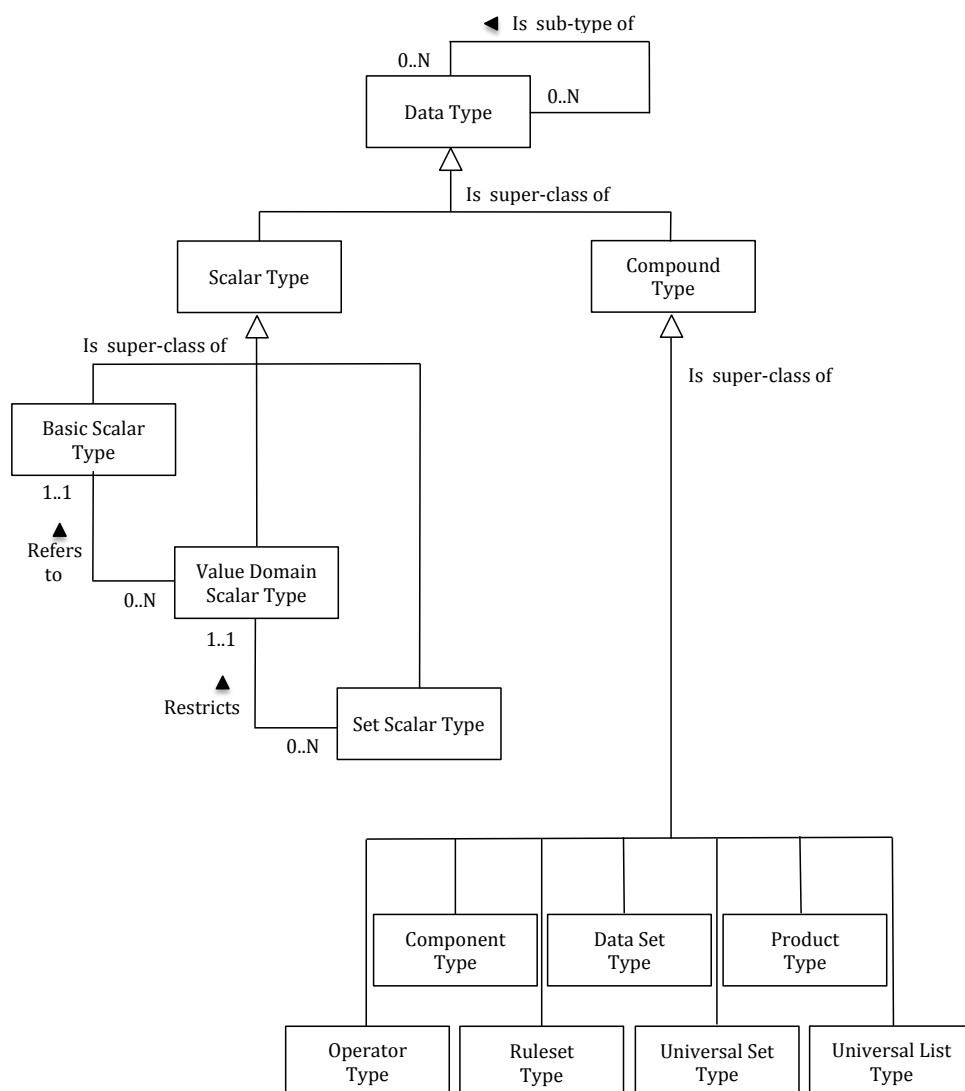 Is sub-type of
0..N
0..N
Data Type
Is super-class of
Scalar Type
Compound
Type
Is super-class of
Is super-class of
Basic Scalar
Type
1..1
Refers
to
0..N
Value Domain
Scalar Type
1..1
Restricts
0..N
Set Scalar Type
Component
Type
Data Set
Type
Product
Type
Operator
Type
Ruleset
Type
Universal Set
Type
Universal List
Type